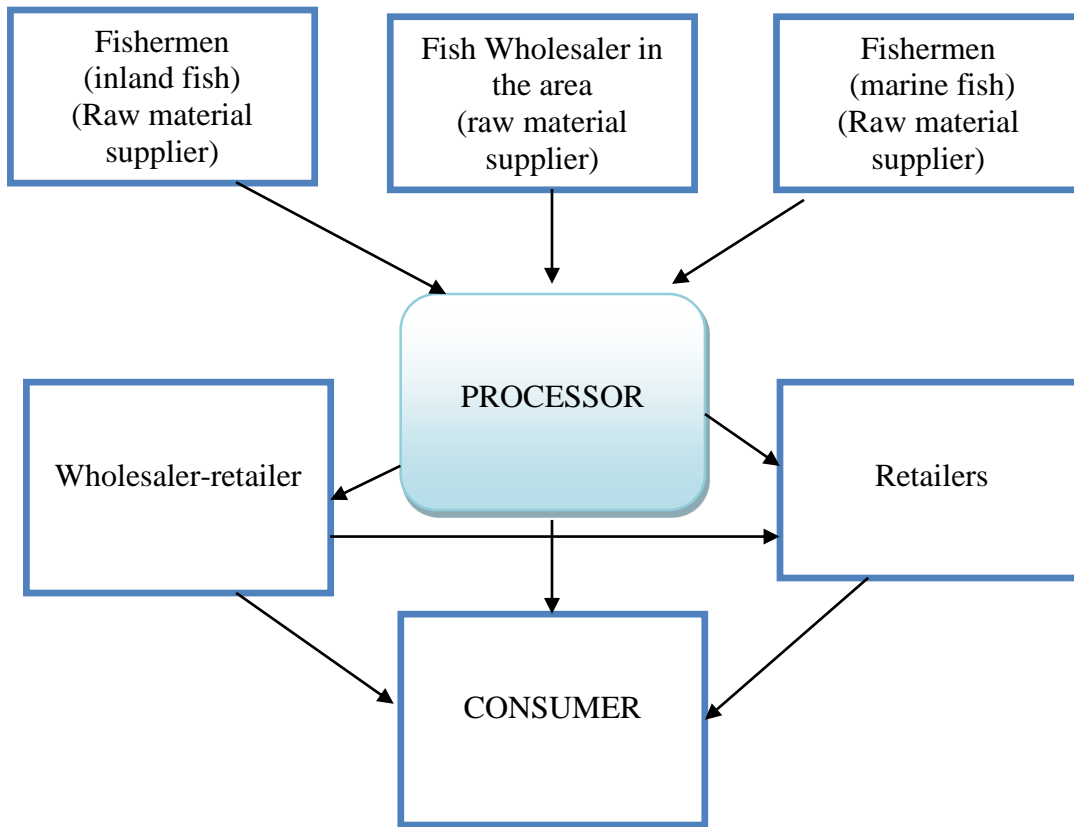 Fishermen
(inland fish)
(Raw material
supplier)
Fish Wholesaler in
the area
(raw material
supplier)
Fishermen
(marine fish)
(Raw material
supplier)
PROCESSOR
Wholesaler-retailer
Retailers
CONSUMER